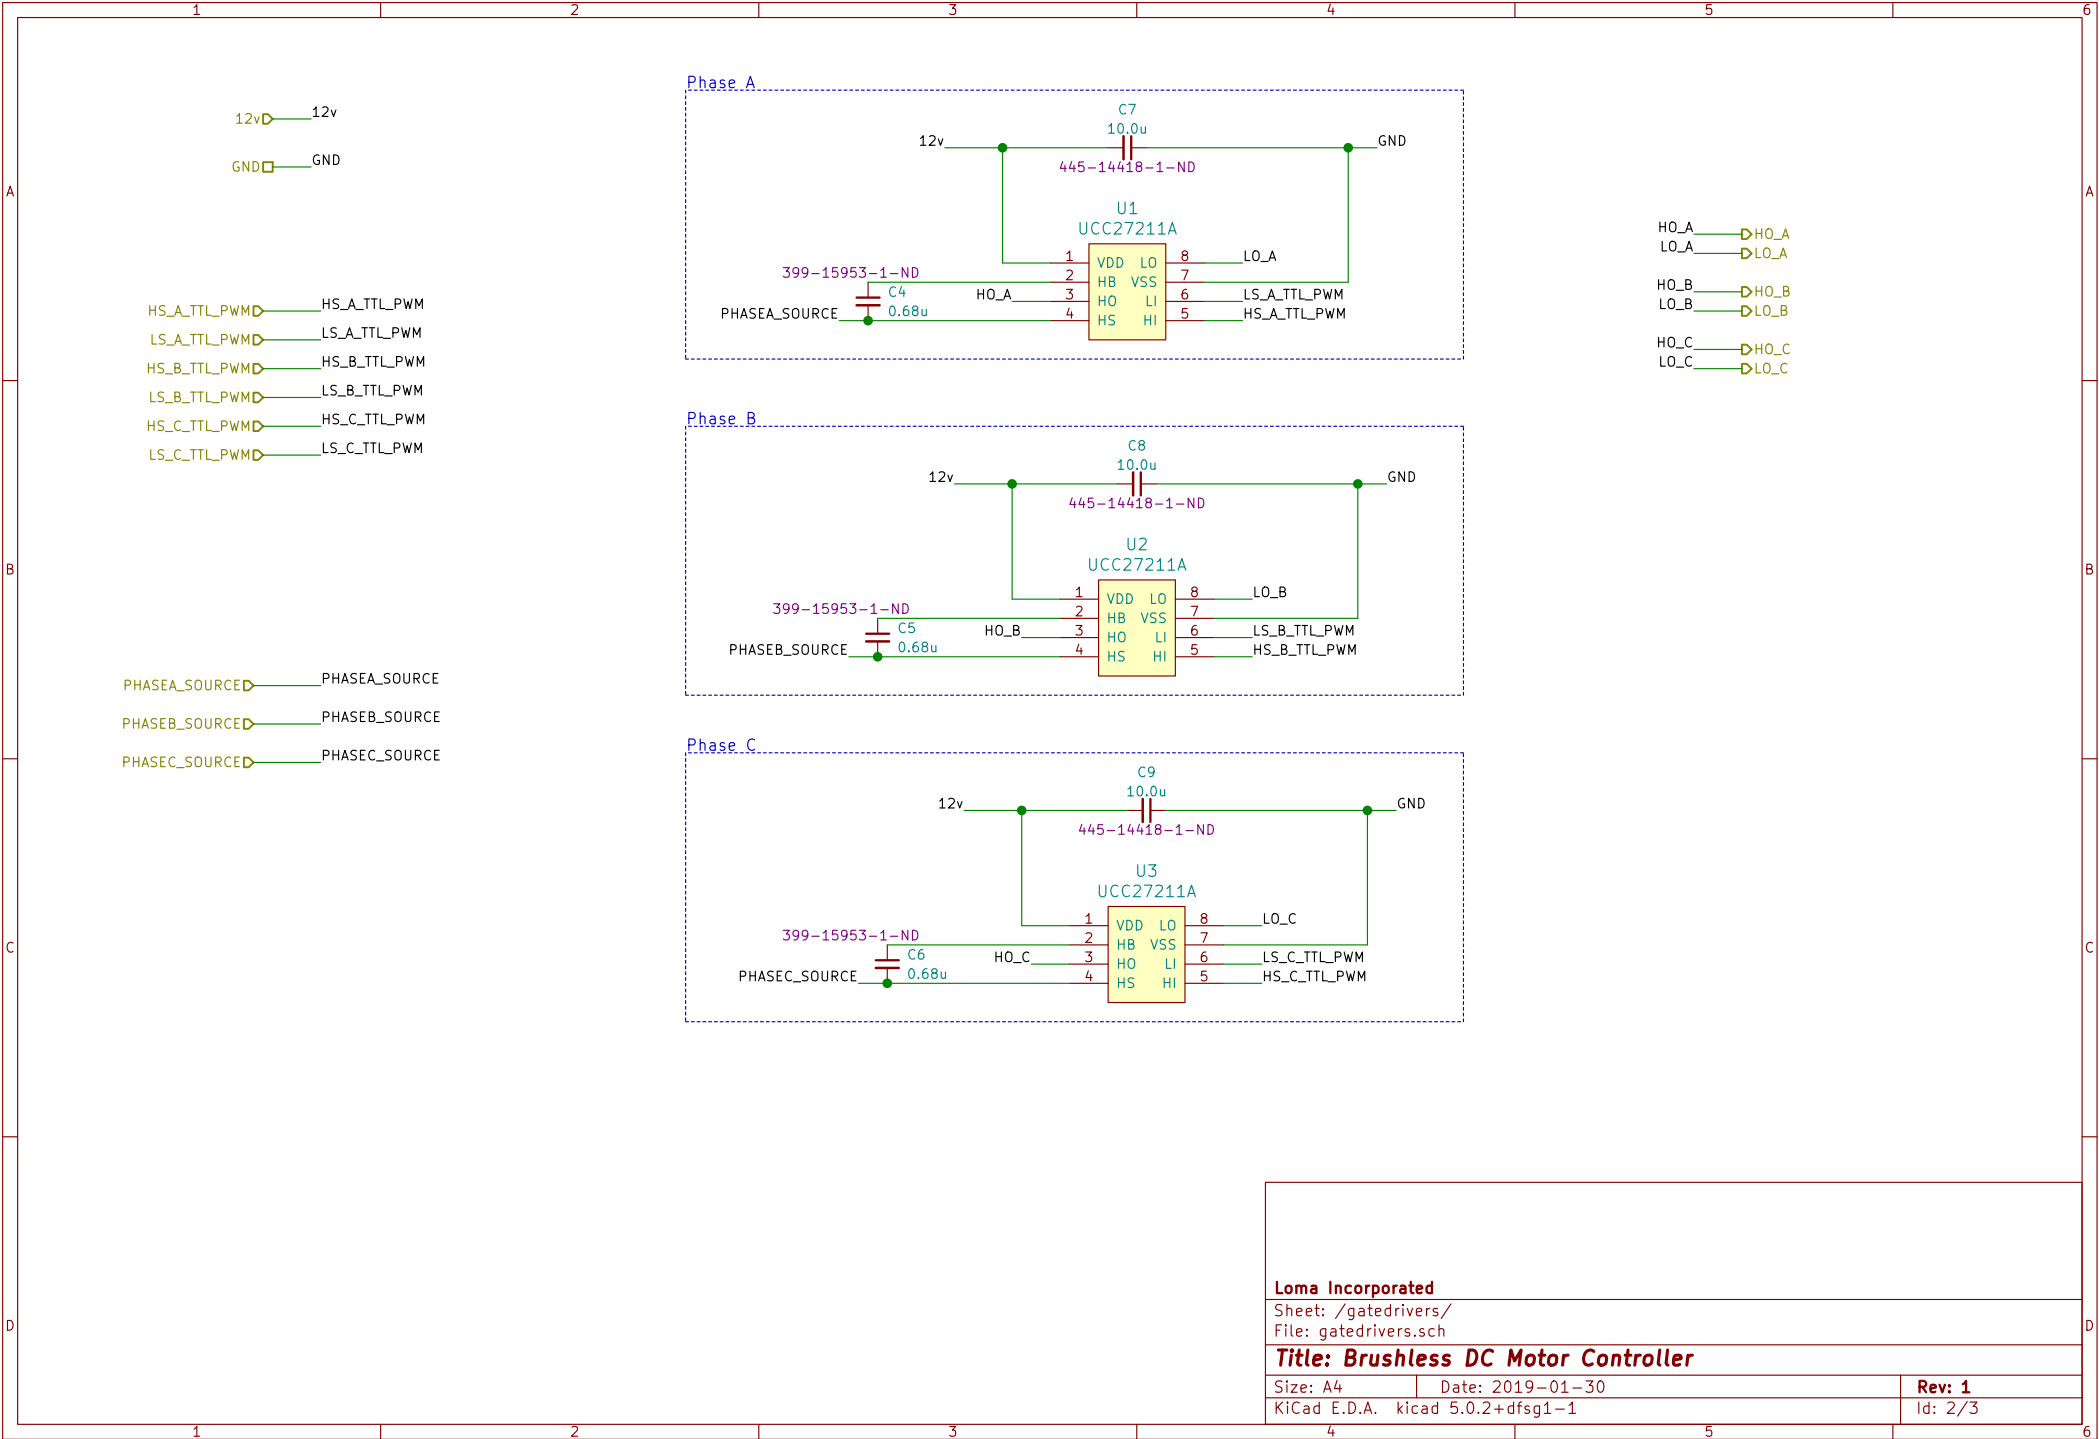 1 2 3 4 5 6
A A
B B
C C
D D
1 2 3 4 5 6
12v 12v
GND GND
HS_A_TTL_PWM HS_A_TTL_PWM
LS_A_TTL_PWM LS_A_TTL_PWM
HS_B_TTL_PWM HS_B_TTL_PWM
LS_B_TTL_PWM LS_B_TTL_PWM
HS_C_TTL_PWM HS_C_TTL_PWM
LS_C_TTL_PWM LS_C_TTL_PWM
PHASEA_SOURCE PHASEA_SOURCE
PHASEB_SOURCE PHASEB_SOURCE
PHASEC_SOURCE PHASEC_SOURCE
Phase A
C7
10.0u
12v GND
445-14418-1-ND
U1
UCC27211A
1 VDD LO 8 LO_A
399-15953-1-ND
2 HB VSS 7
C4
0.68u
HO_A 3 HO LI 6 LS_A_TTL_PWM
PHASEA_SOURCE 4 HS HI 5 HS_A_TTL_PWM
Phase B
C8
10.0u
12v GND
445-14418-1-ND
U2
UCC27211A
1 VDD LO 8 LO_B
399-15953-1-ND
2 HB VSS 7
C5
0.68u
HO_B 3 HO LI 6 LS_B_TTL_PWM
PHASEB_SOURCE 4 HS HI 5 HS_B_TTL_PWM
Phase C
C9
10.0u
12v GND
445-14418-1-ND
U3
UCC27211A
1 VDD LO 8 LO_C
399-15953-1-ND
2 HB VSS 7
C6
0.68u
HO_C 3 HO LI 6 LS_C_TTL_PWM
PHASEC_SOURCE 4 HS HI 5 HS_C_TTL_PWM
HO_A HO_A
LO_A LO_A
HO_B HO_B
LO_B LO_B
HO_C HO_C
LO_C LO_C
Loma Incorporated
Sheet: /gatedrivers/
File: gatedrivers.sch
Title: Brushless DC Motor Controller
Size: A4 Date: 2019-01-30 Rev: 1
KiCad E.D.A. kicad 5.0.2+dfsg1-1 Id: 2/3